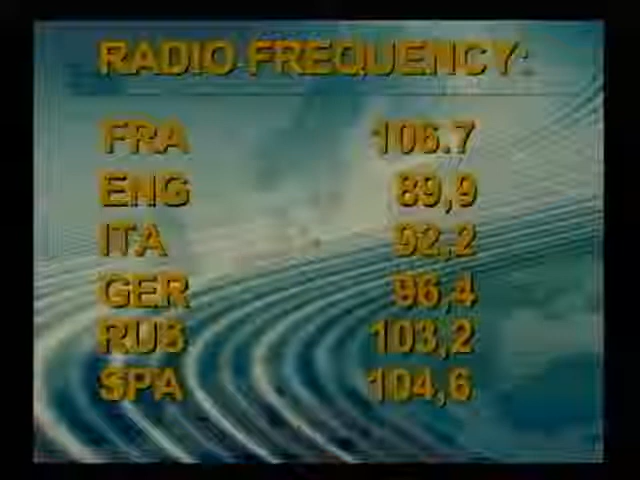 RADIO FREQUENCY:
FRA 106.7
ENG 89,9
ITA 92,2
GER 96,4
RUS 103,2
SPA 104,6